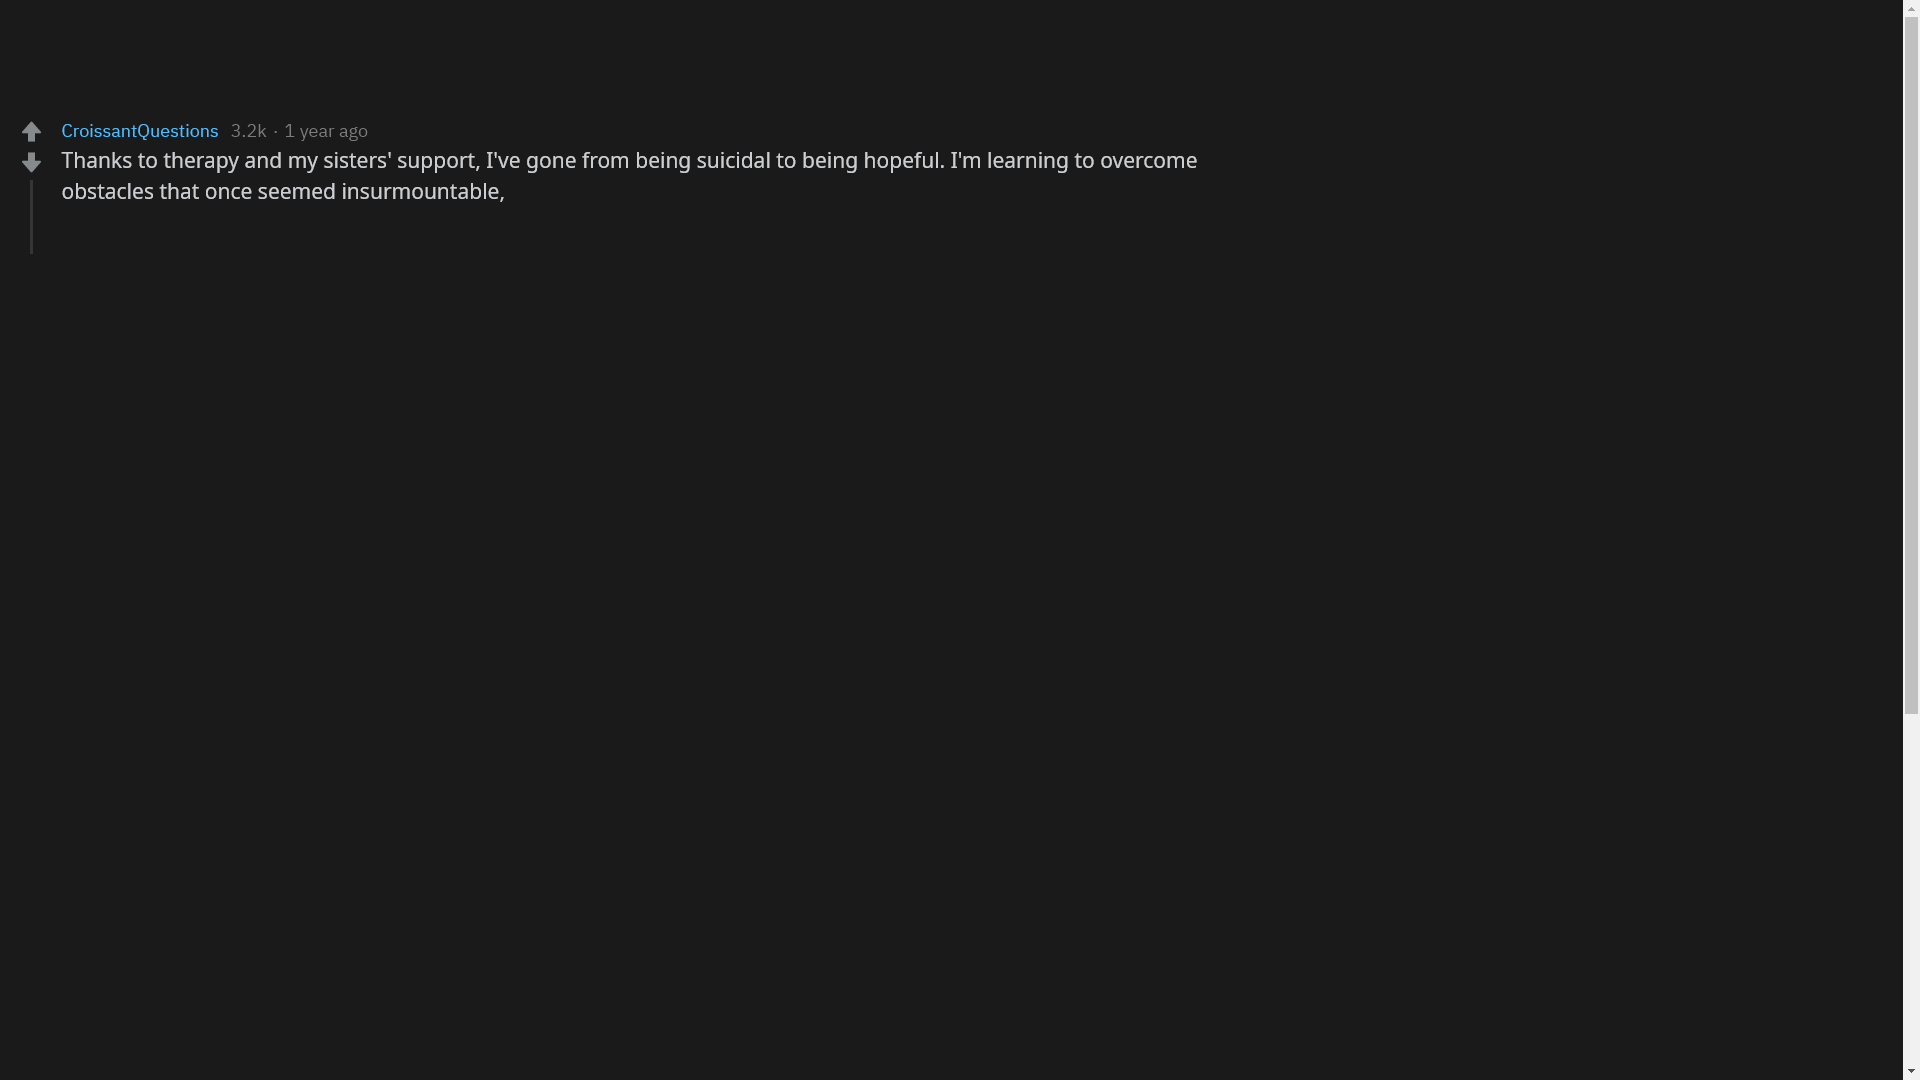 CroissantQuestions 3.2k · 1 year ago
Thanks to therapy and my sisters' support, I've gone from being suicidal to being hopeful. I'm learning to overcome
obstacles that once seemed insurmountable,